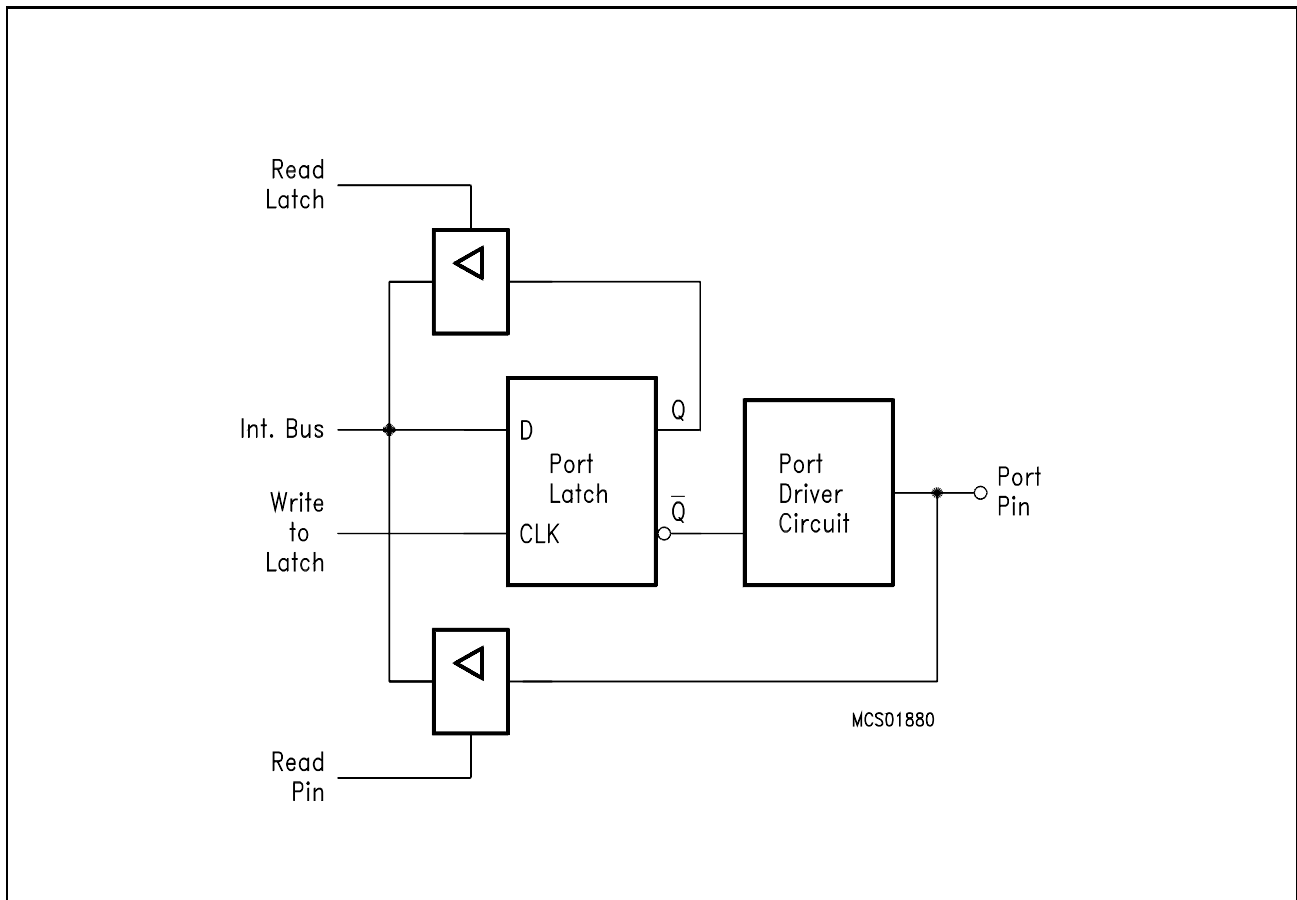 Read
Latch
Int. Bus
Write
to
Latch
Read
Pin
D
Port
Latch
CLK
Q
Q̅
Port
Driver
Circuit
Port
Pin
MCS01880